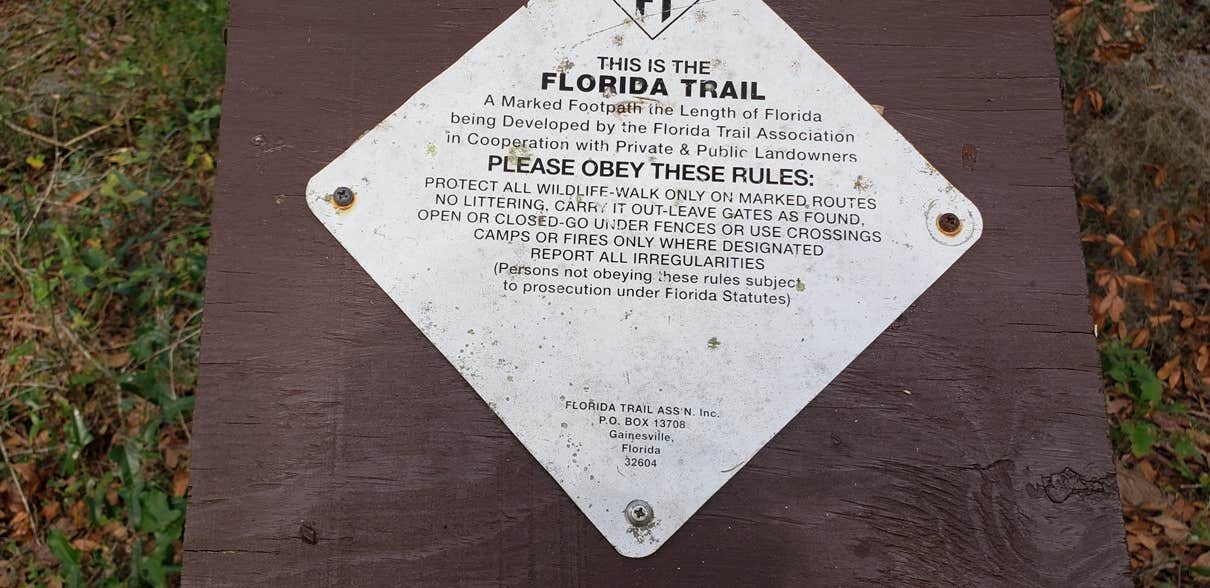 FT
THIS IS THE
FLORIDA TRAIL
A Marked Footpath the Length of Florida
being Developed by the Florida Trail Association
in Cooperation with Private & Public Landowners
PLEASE OBEY THESE RULES:
PROTECT ALL WILDLIFE-WALK ONLY ON MARKED ROUTES
NO LITTERING, CARRY IT OUT-LEAVE GATES AS FOUND,
OPEN OR CLOSED-GO UNDER FENCES OR USE CROSSINGS
CAMPS OR FIRES ONLY WHERE DESIGNATED
REPORT ALL IRREGULARITIES
(Persons not obeying these rules subject
to prosecution under Florida Statutes)
FLORIDA TRAIL ASS'N. Inc.
P.O. BOX 13708
Gainesville,
Florida
32604